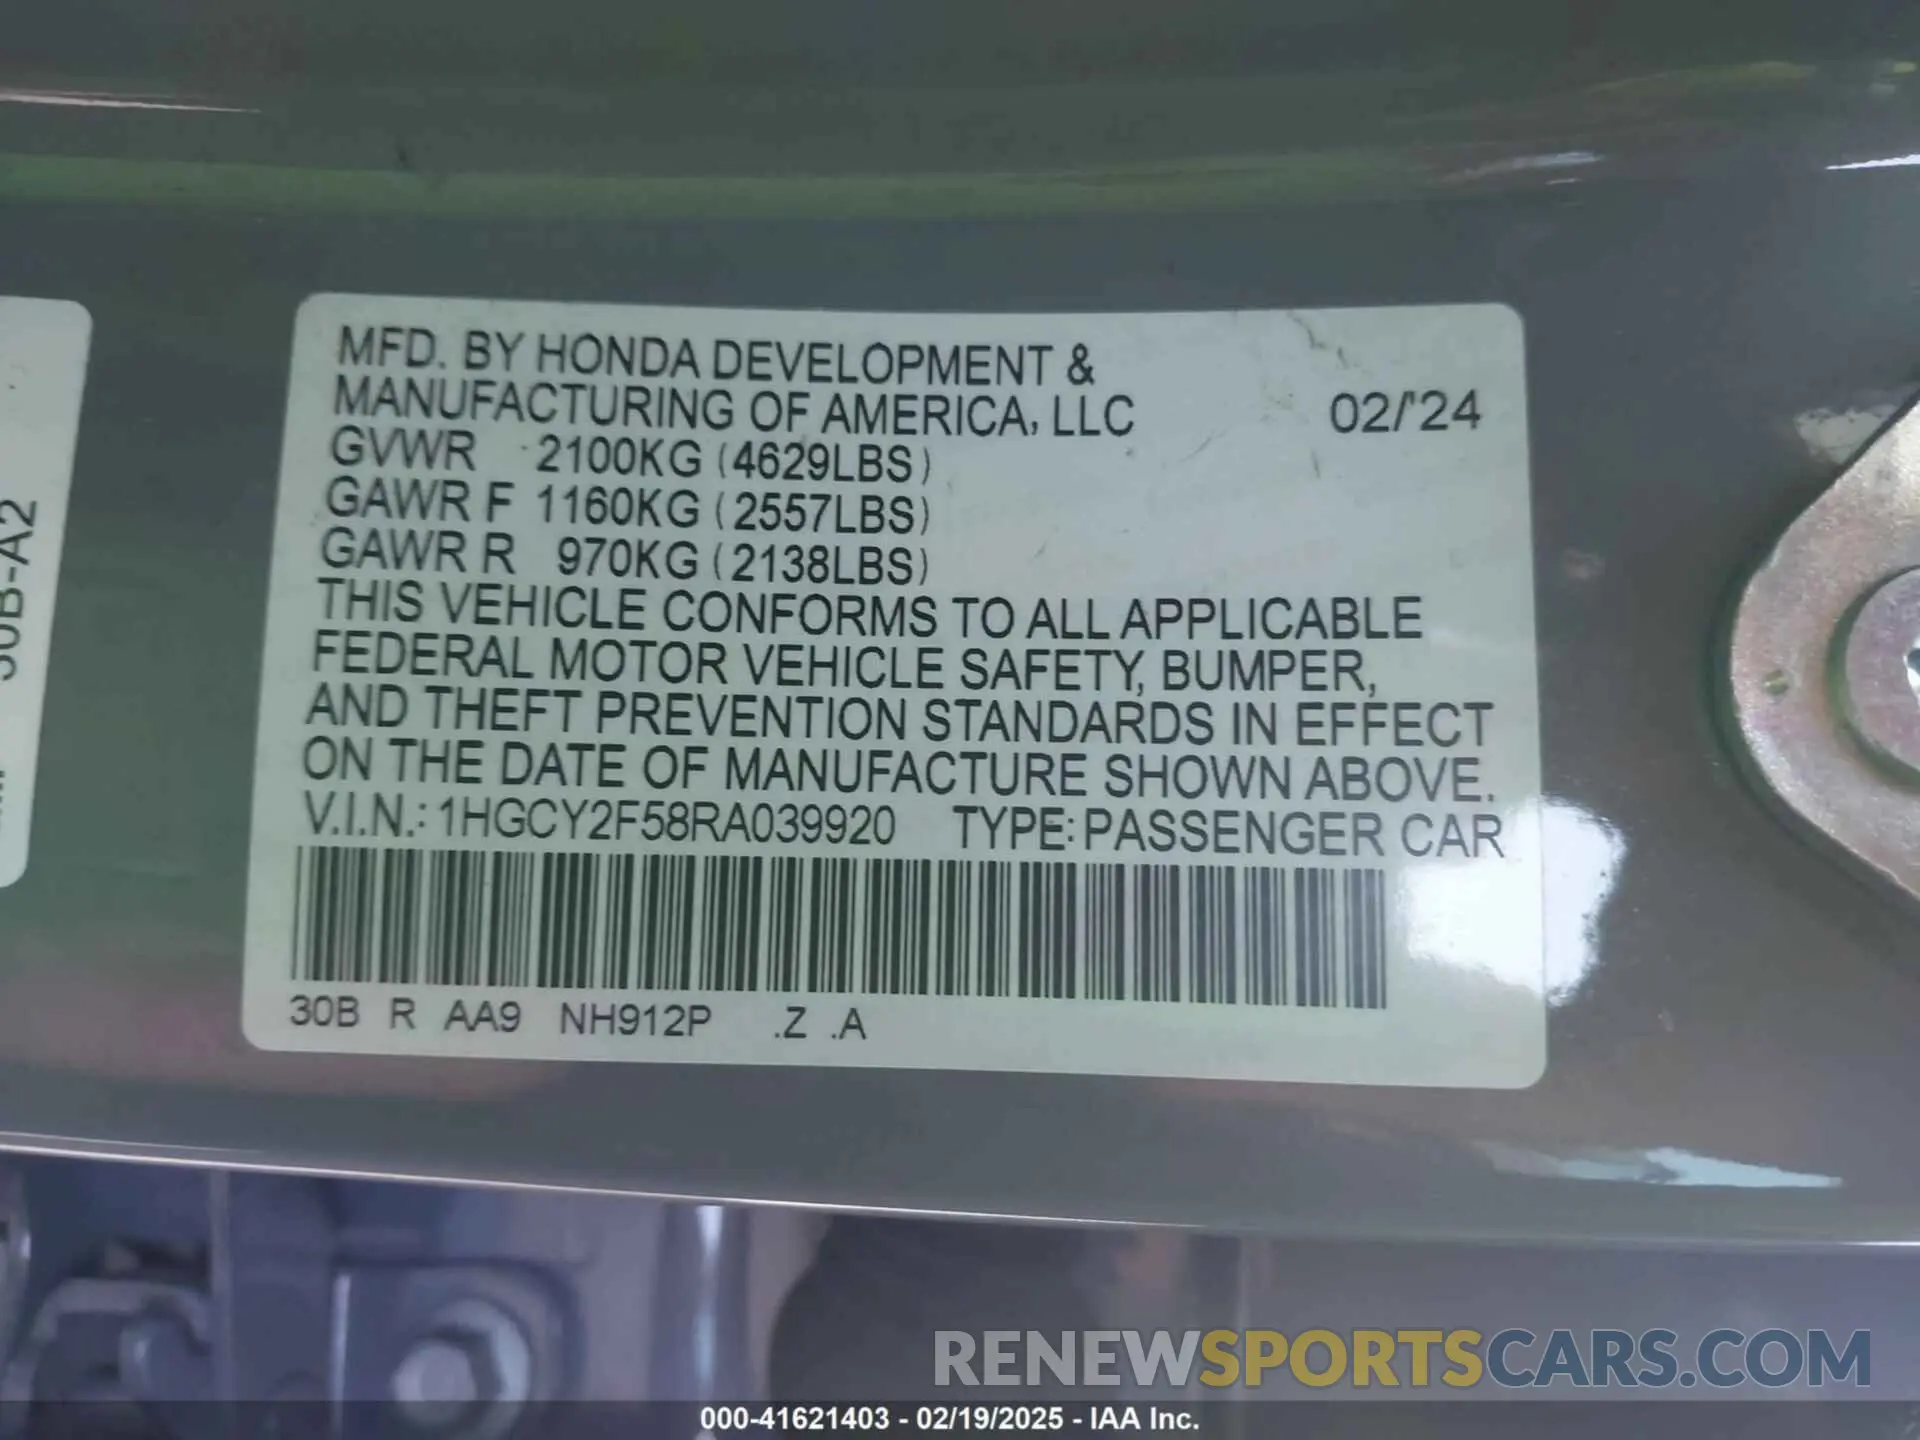 MFD. BY HONDA DEVELOPMENT &
MANUFACTURING OF AMERICA, LLC 02/'24
GVWR 2100KG (4629LBS)
GAWR F 1160KG (2557LBS)
GAWR R 970KG (2138LBS)
THIS VEHICLE CONFORMS TO ALL APPLICABLE
FEDERAL MOTOR VEHICLE SAFETY, BUMPER,
AND THEFT PREVENTION STANDARDS IN EFFECT
ON THE DATE OF MANUFACTURE SHOWN ABOVE.
V.I.N.: 1HGCY2F58RA039920 TYPE: PASSENGER CAR
30B R AA9 NH912P .Z .A
30B-A2
RENEWSPORTSCARS.COM
000-41621403 - 02/19/2025 - IAA Inc.